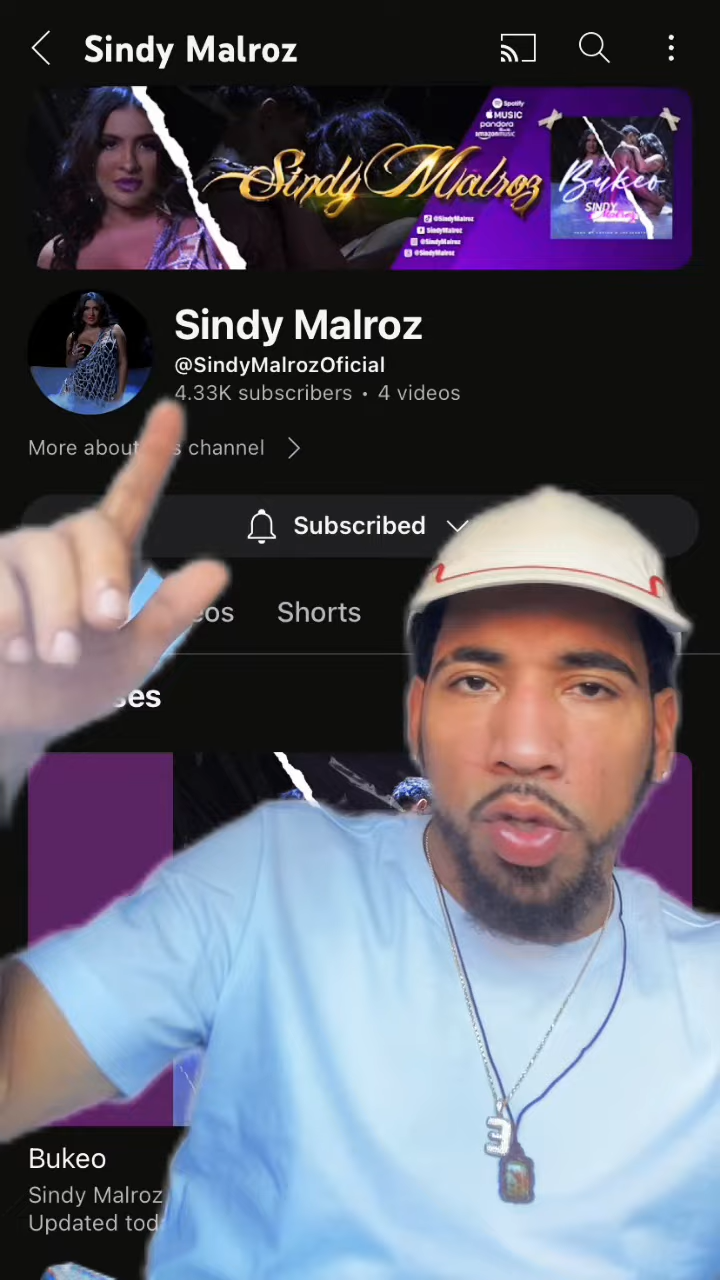 Sindy Malroz
Spotify
MUSIC
pandora
amazon music
Sindy Malroz
@SindyMalroz
SindyMalroz
@SindyMalroz
@SindyMalroz
Bukeo
SINDY
Sindy Malroz
@SindyMalrozOficial
4.33K subscribers • 4 videos
More about s channel
Subscribed
eos Shorts
ses
Bukeo
Sindy Malroz
Updated tod
E